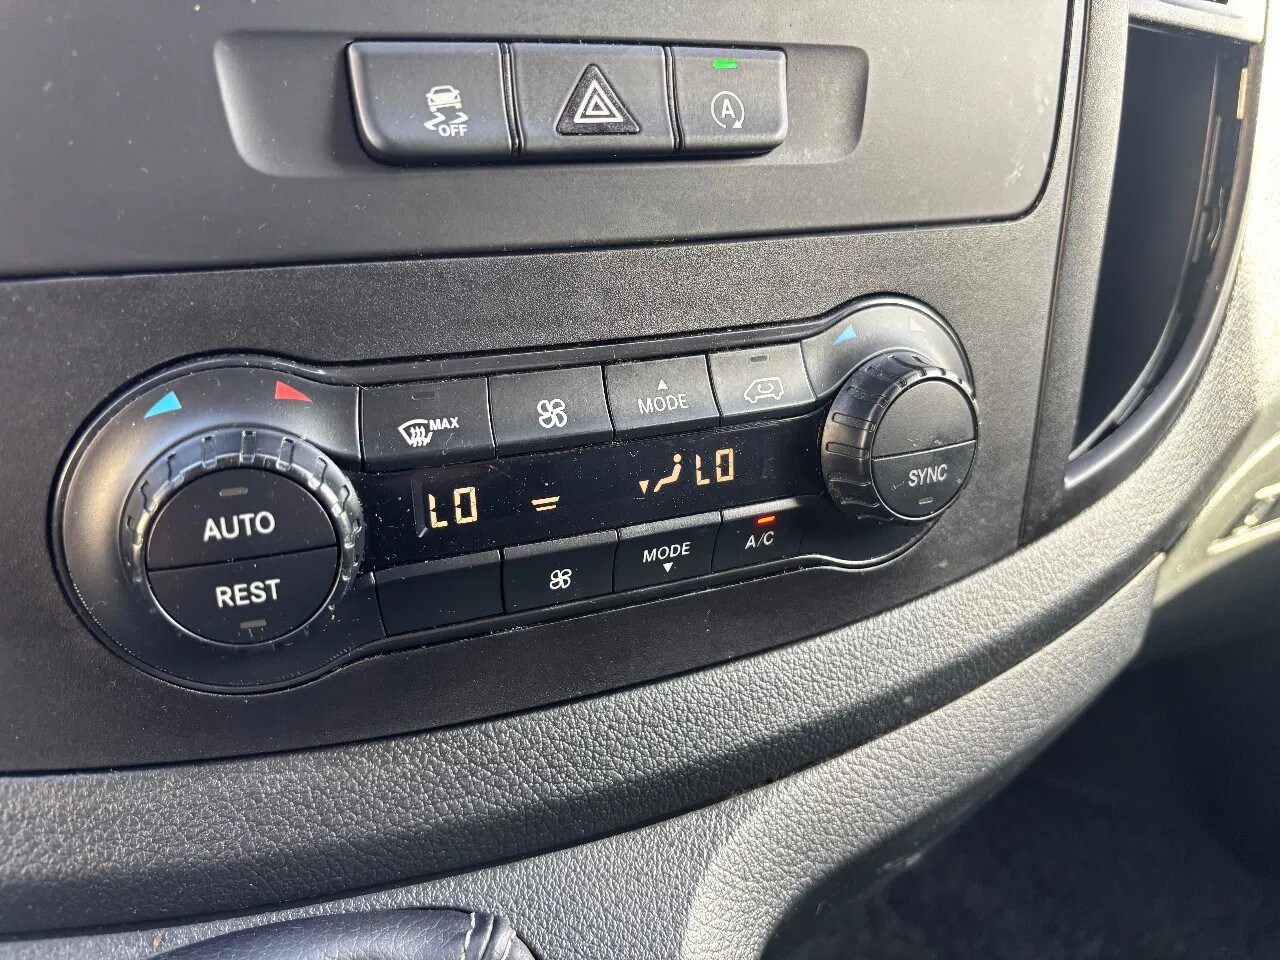 OFF
A
MAX
MODE
LO
LO
SYNC
AUTO
REST
MODE
A/C